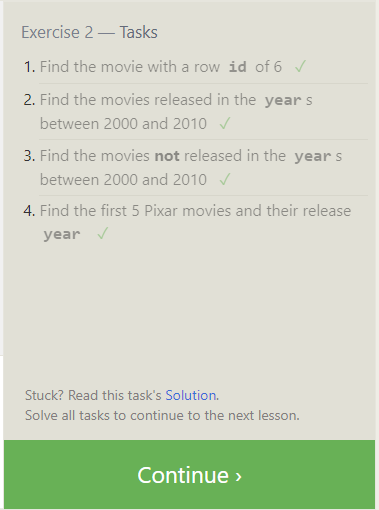 Exercise 2 — Tasks
1. Find the movie with a row id of 6 ✓
2. Find the movies released in the year s
between 2000 and 2010 ✓
3. Find the movies not released in the year s
between 2000 and 2010 ✓
4. Find the first 5 Pixar movies and their release
year ✓
Stuck? Read this task's Solution.
Solve all tasks to continue to the next lesson.
Continue ›